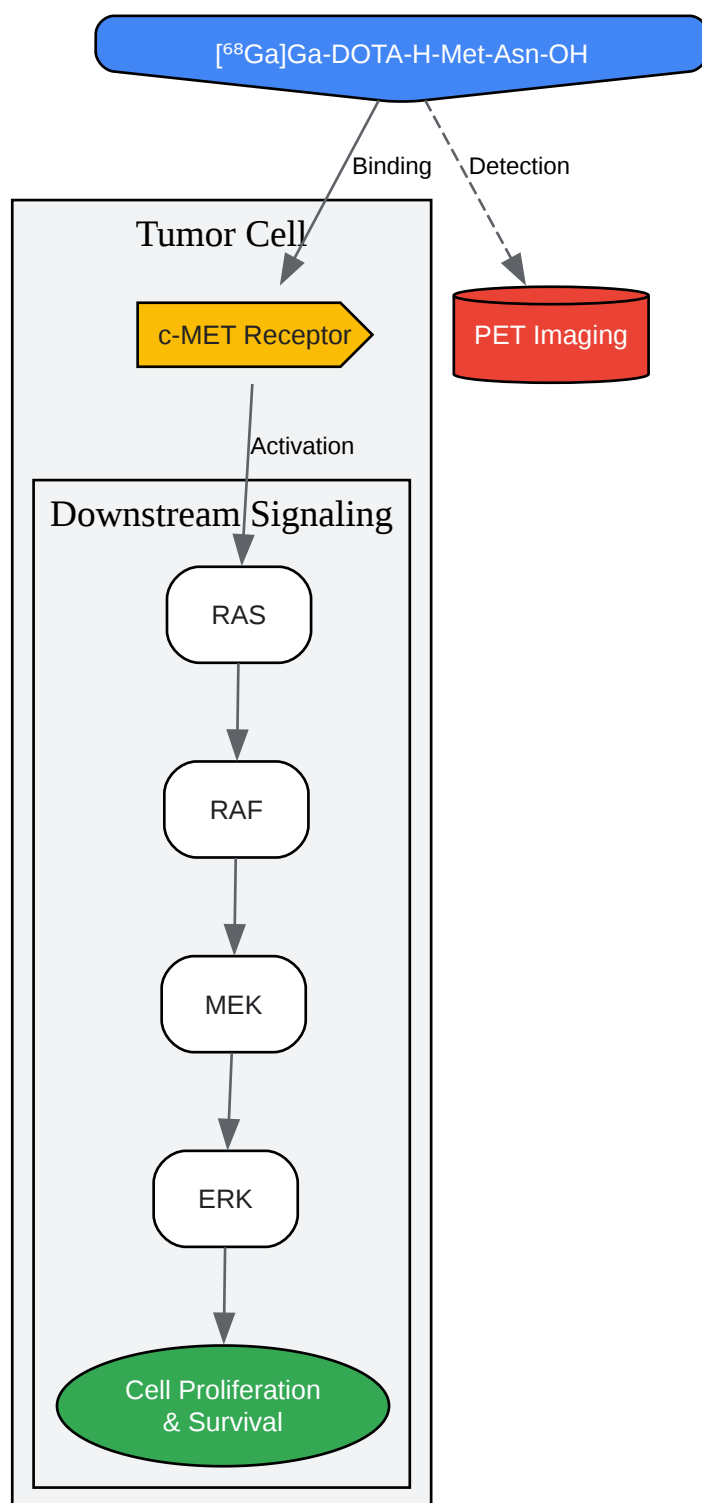 [⁶⁸Ga]Ga-DOTA-H-Met-Asn-OH
Binding
Detection
Tumor Cell
c-MET Receptor
PET Imaging
Activation
Downstream Signaling
RAS
RAF
MEK
ERK
Cell Proliferation
& Survival